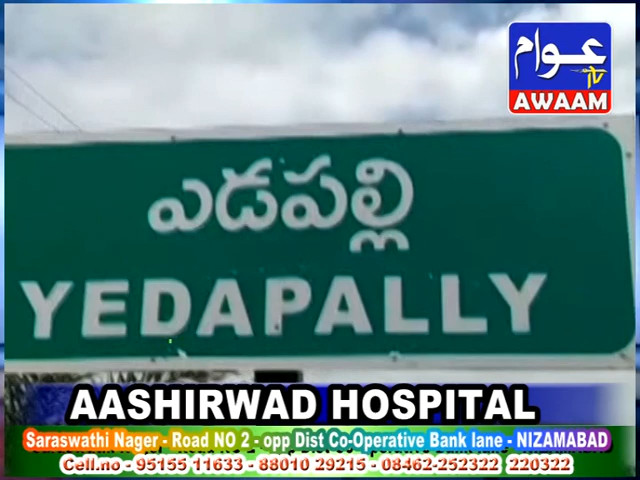 عوام
TV
AWAAM
ఎడపల్లి
YEDAPALLY
AASHIRWAD HOSPITAL
Saraswathi Nager - Road NO 2 - opp Dist Co-Operative Bank lane - NIZAMABAD
Cell.no - 95155 11633 - 88010 29215 - 08462-252322 220322